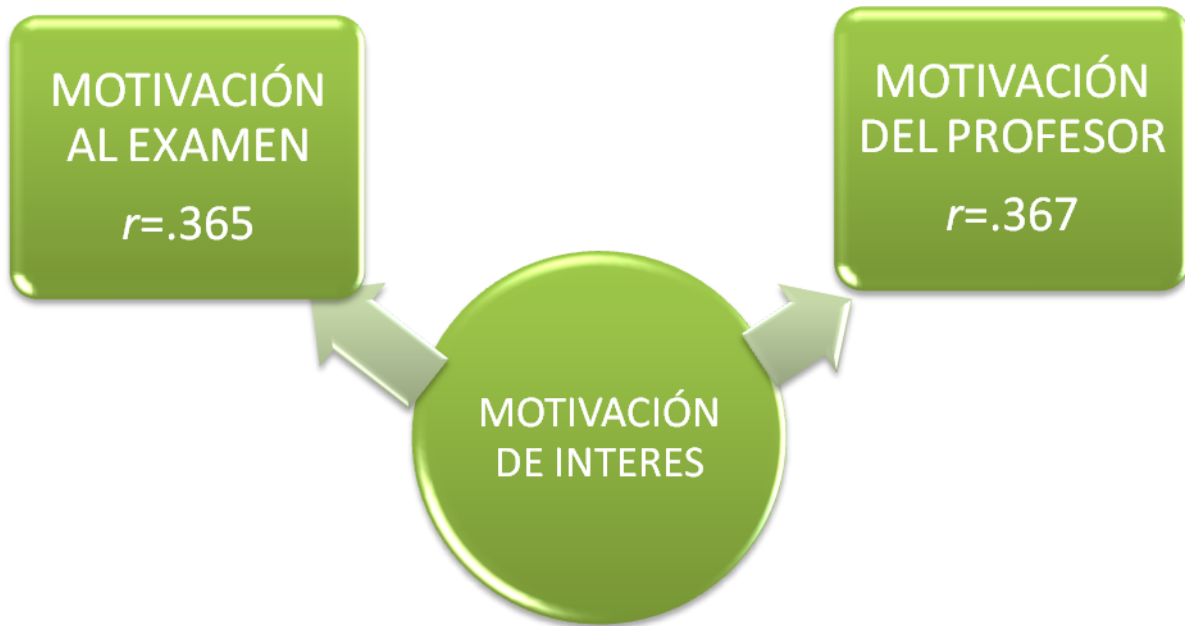 MOTIVACIÓN
AL EXAMEN
r=.365
MOTIVACIÓN
DEL PROFESOR
r=.367
MOTIVACIÓN
DE INTERES